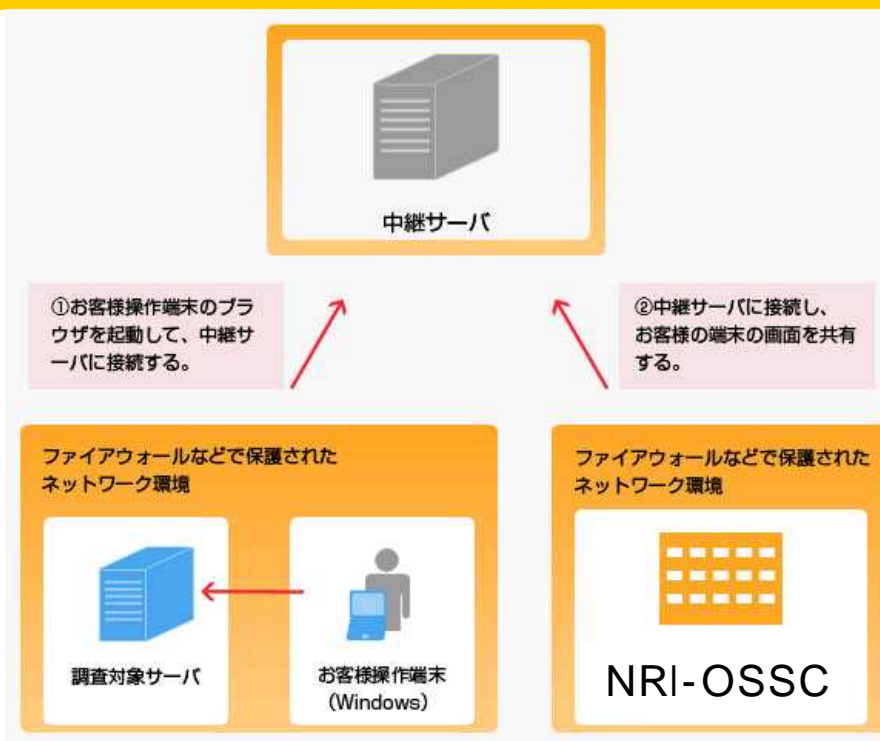 中継サーバ
①お客様操作端末のブラ
ウザを起動して、中継サ
ーバに接続する。
②中継サーバに接続し、
お客様の端末の画面を共有
する。
ファイアウォールなどで保護された
ネットワーク環境
調査対象サーバ
お客様操作端末
（Windows）
ファイアウォールなどで保護された
ネットワーク環境
NRI-OSSC